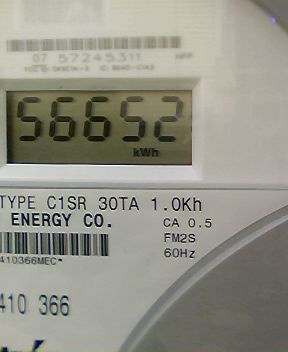 07 57245311
56652
kWh
TYPE C1SR 30TA 1.0Kh
ENERGY CO.
CA 0.5
FM2S
60Hz
410366MEC*
410 366